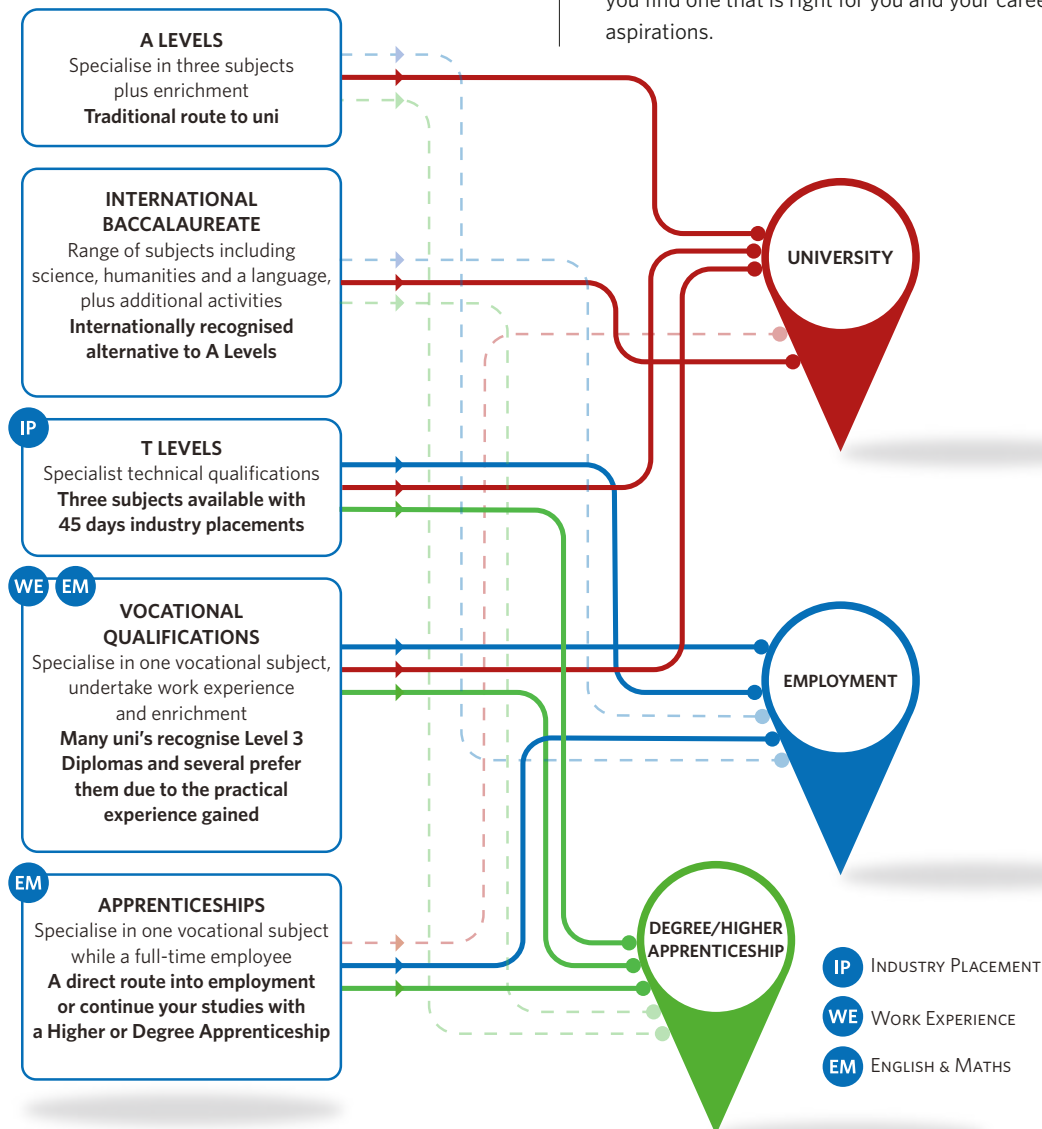 you find one that is right for you and your caree
aspirations.
A LEVELS
Specialise in three subjects
plus enrichment
Traditional route to uni
INTERNATIONAL
BACCALAUREATE
Range of subjects including
science, humanities and a language,
plus additional activities
Internationally recognised
alternative to A Levels
IP
T LEVELS
Specialist technical qualifications
Three subjects available with
45 days industry placements
WE EM
VOCATIONAL
QUALIFICATIONS
Specialise in one vocational subject,
undertake work experience
and enrichment
Many uni's recognise Level 3
Diplomas and several prefer
them due to the practical
experience gained
EM
APPRENTICESHIPS
Specialise in one vocational subject
while a full-time employee
A direct route into employment
or continue your studies with
a Higher or Degree Apprenticeship
UNIVERSITY
EMPLOYMENT
DEGREE/HIGHER
APPRENTICESHIP
IP INDUSTRY PLACEMENT
WE WORK EXPERIENCE
EM ENGLISH & MATHS